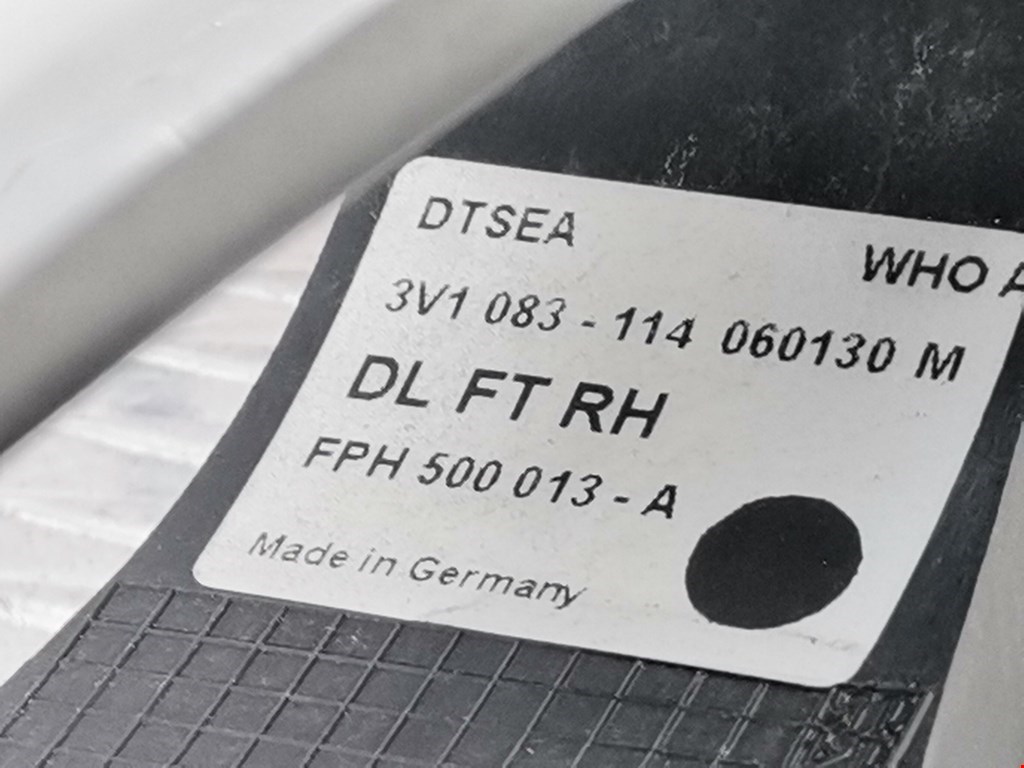 DTSEA
WHO A
3V1 083 - 114 060130 M
DL FT RH
FPH 500 013 - A
Made in Germany